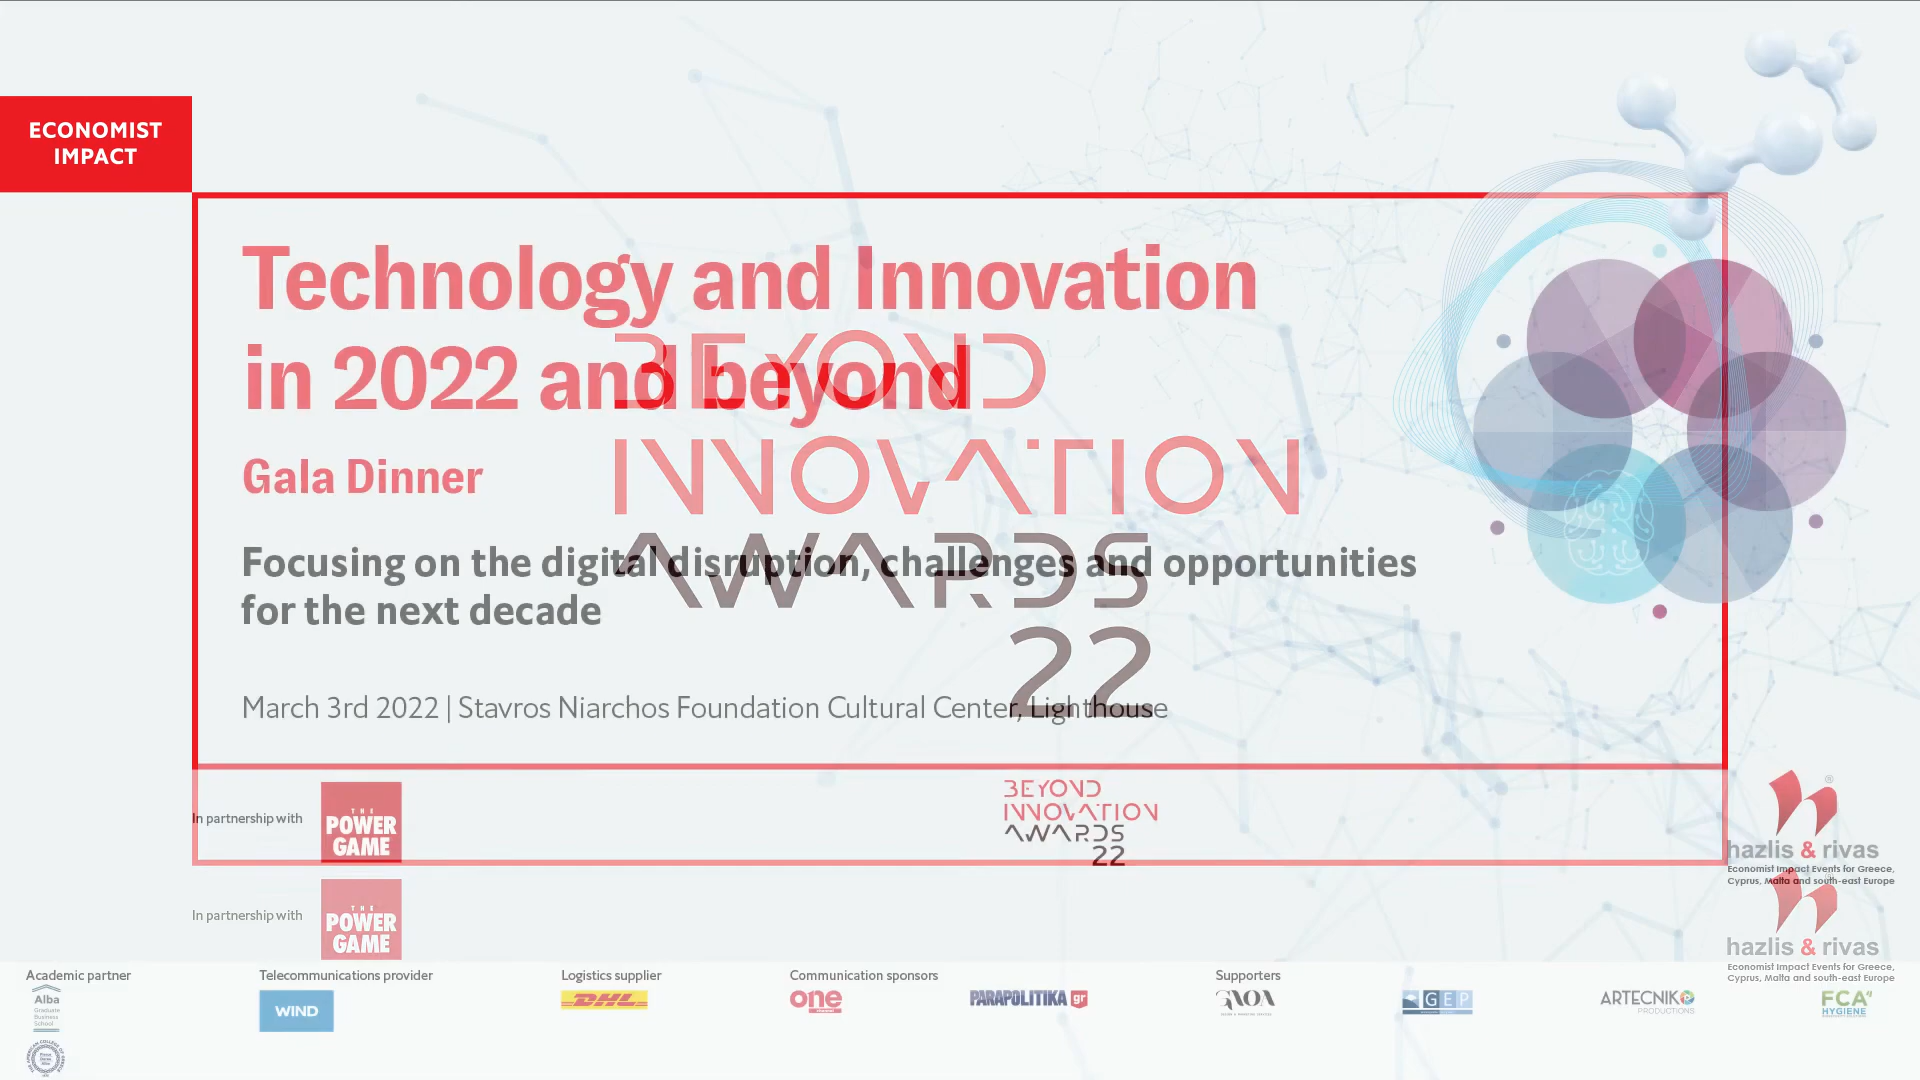 ECONOMIST
IMPACT
Technology and Innovation
in 2022 and beyond
Gala Dinner
Focusing on the digital disruption, challenges and opportunities
for the next decade
March 3rd 2022 | Stavros Niarchos Foundation Cultural Center, Lighthouse
BEYOND
INNOVATION
AWARDS
22
In partnership with
THE
POWER
GAME
BEYOND
INNOVATION
AWARDS
22
hazlis & rivas
Economist Impact Events for Greece,
Cyprus, Malta and south-east Europe
In partnership with
THE
POWER
GAME
hazlis & rivas
Economist Impact Events for Greece,
Cyprus, Malta and south-east Europe
Academic partner
Alba
Graduate
Business
School
Telecommunications provider
WIND
Logistics supplier
DHL
Communication sponsors
one
channel
PARAPOLITIKA gr
Supporters
GEP
ARTECNIKO
PRODUCTIONS
FCA
HYGIENE